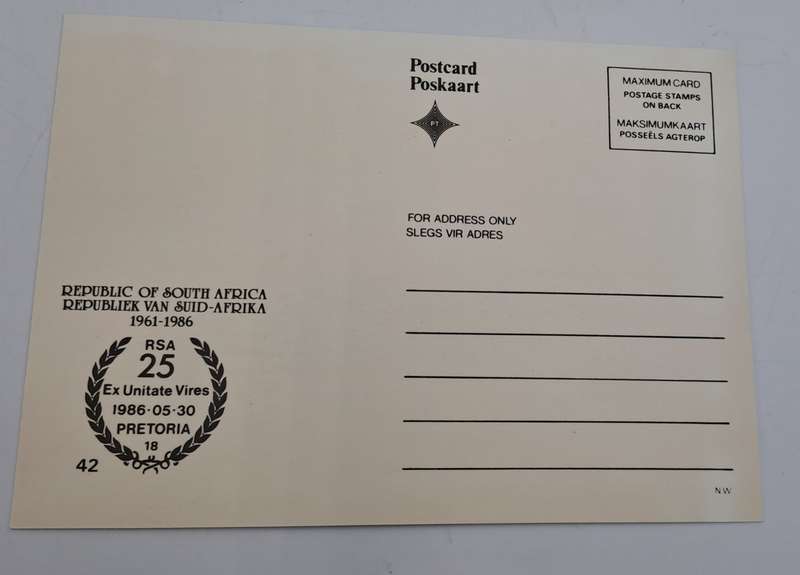 Postcard
Poskaart
PT
MAXIMUM CARD
POSTAGE STAMPS
ON BACK
MAKSIMUMKAART
POSSEËLS AGTEROP
FOR ADDRESS ONLY
SLEGS VIR ADRES
REPUBLIC OF SOUTH AFRICA
REPUBLIEK VAN SUID-AFRIKA
1961-1986
RSA
25
Ex Unitate Vires
1986·05·30
PRETORIA
18
42
N.W.